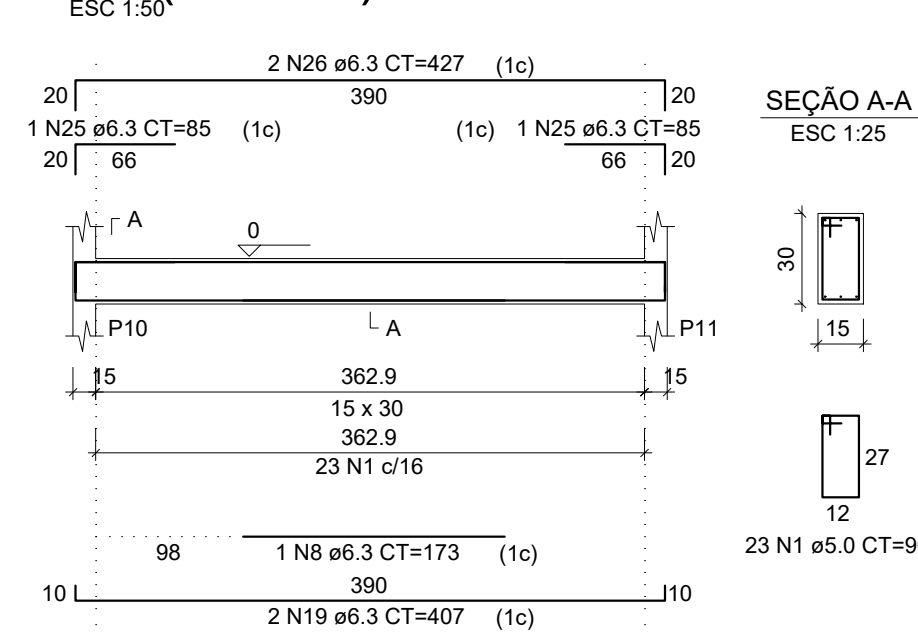 ESC 1:50
2 N26 ø6.3 CT=427 (1c)
20 390 20
1 N25 ø6.3 CT=85 (1c) (1c) 1 N25 ø6.3 CT=85
20 66 66 20
A
0
P10 A P11
15 362.9 15
15 x 30
362.9
23 N1 c/16
98 1 N8 ø6.3 CT=173 (1c)
10 390 10
2 N19 ø6.3 CT=407 (1c)
SEÇÃO A-A
ESC 1:25
30
15
27
12
23 N1 ø5.0 CT=9